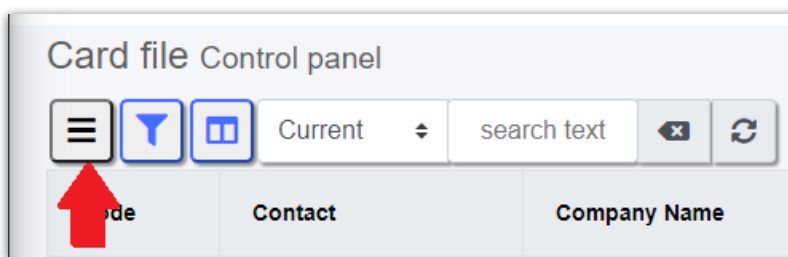 Card file Control panel
Current search text
Contact Company Name